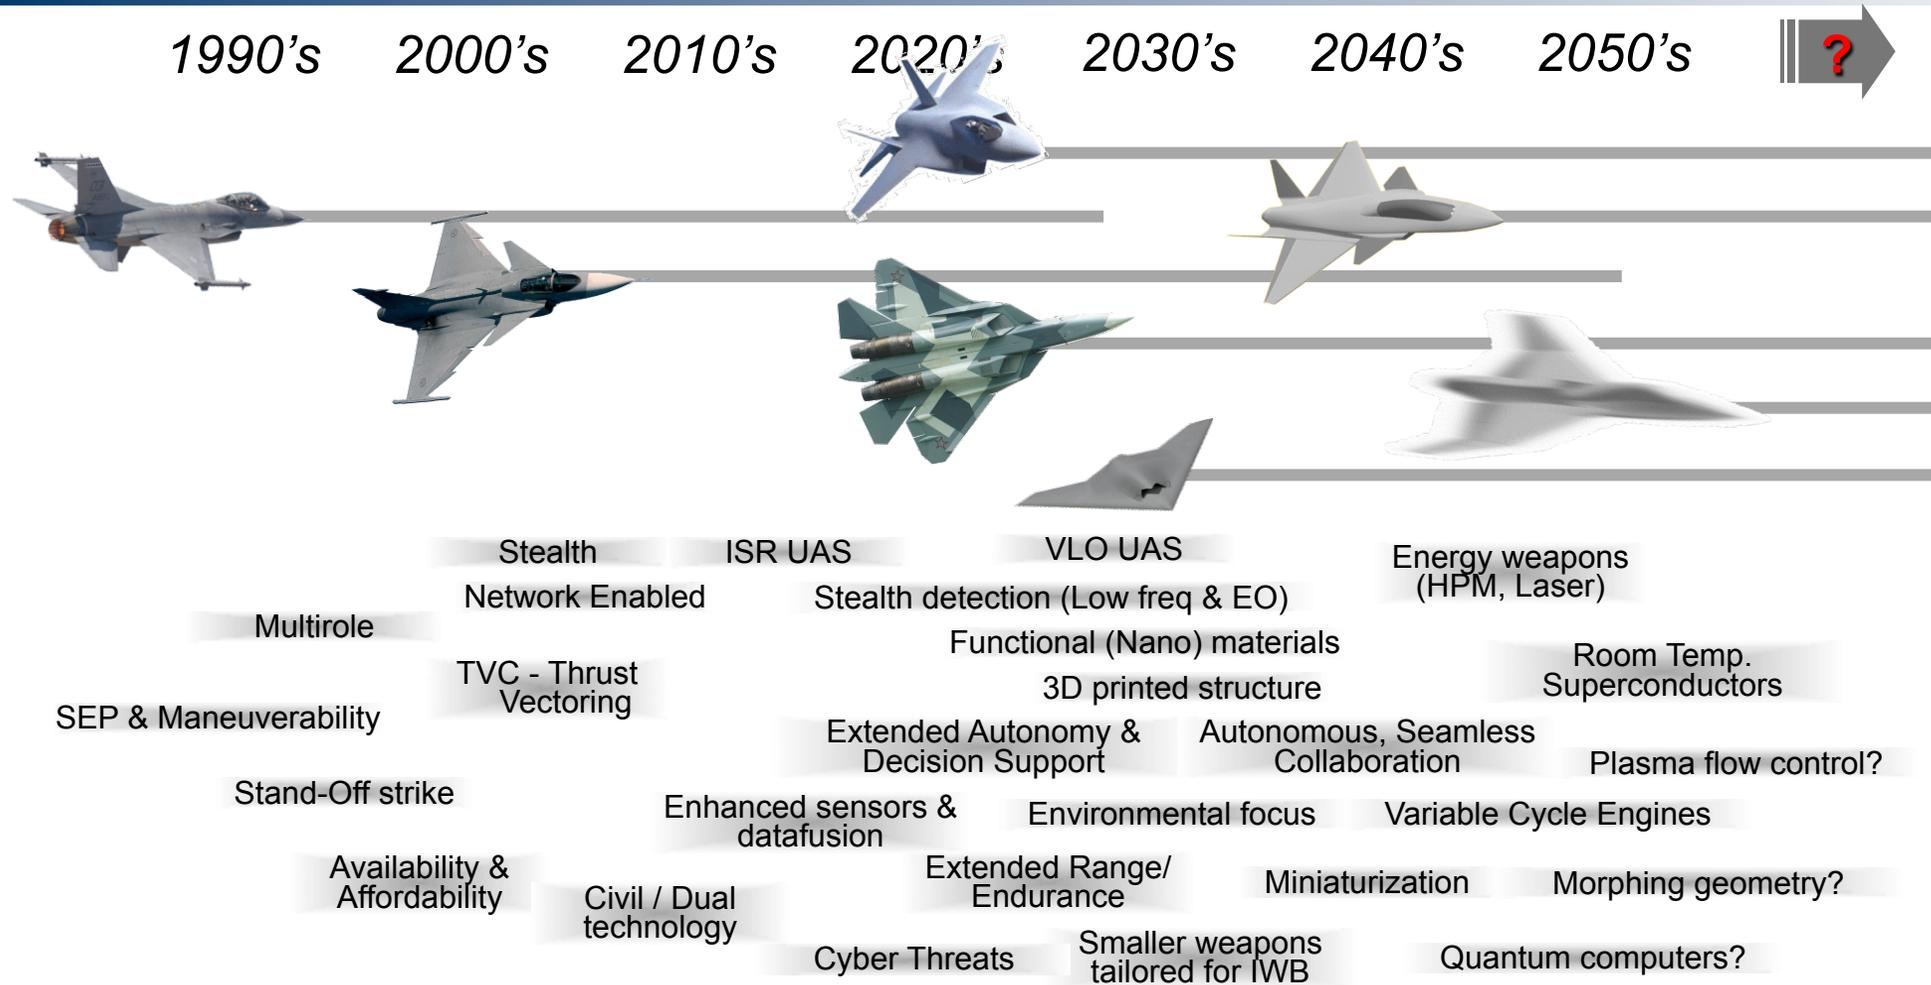 1990’s 2000’s 2010’s 2020’s 2030’s 2040’s 2050’s ?
Stealth
ISR UAS
VLO UAS
Energy weapons
(HPM, Laser)
Network Enabled
Stealth detection (Low freq & EO)
Multirole
Functional (Nano) materials
Room Temp.
Superconductors
TVC - Thrust
Vectoring
3D printed structure
SEP & Maneuverability
Extended Autonomy &
Decision Support
Autonomous, Seamless
Collaboration
Plasma flow control?
Stand-Off strike
Enhanced sensors &
datafusion
Environmental focus
Variable Cycle Engines
Availability &
Affordability
Civil / Dual
technology
Extended Range/
Endurance
Miniaturization
Morphing geometry?
Cyber Threats
Smaller weapons
tailored for IWB
Quantum computers?